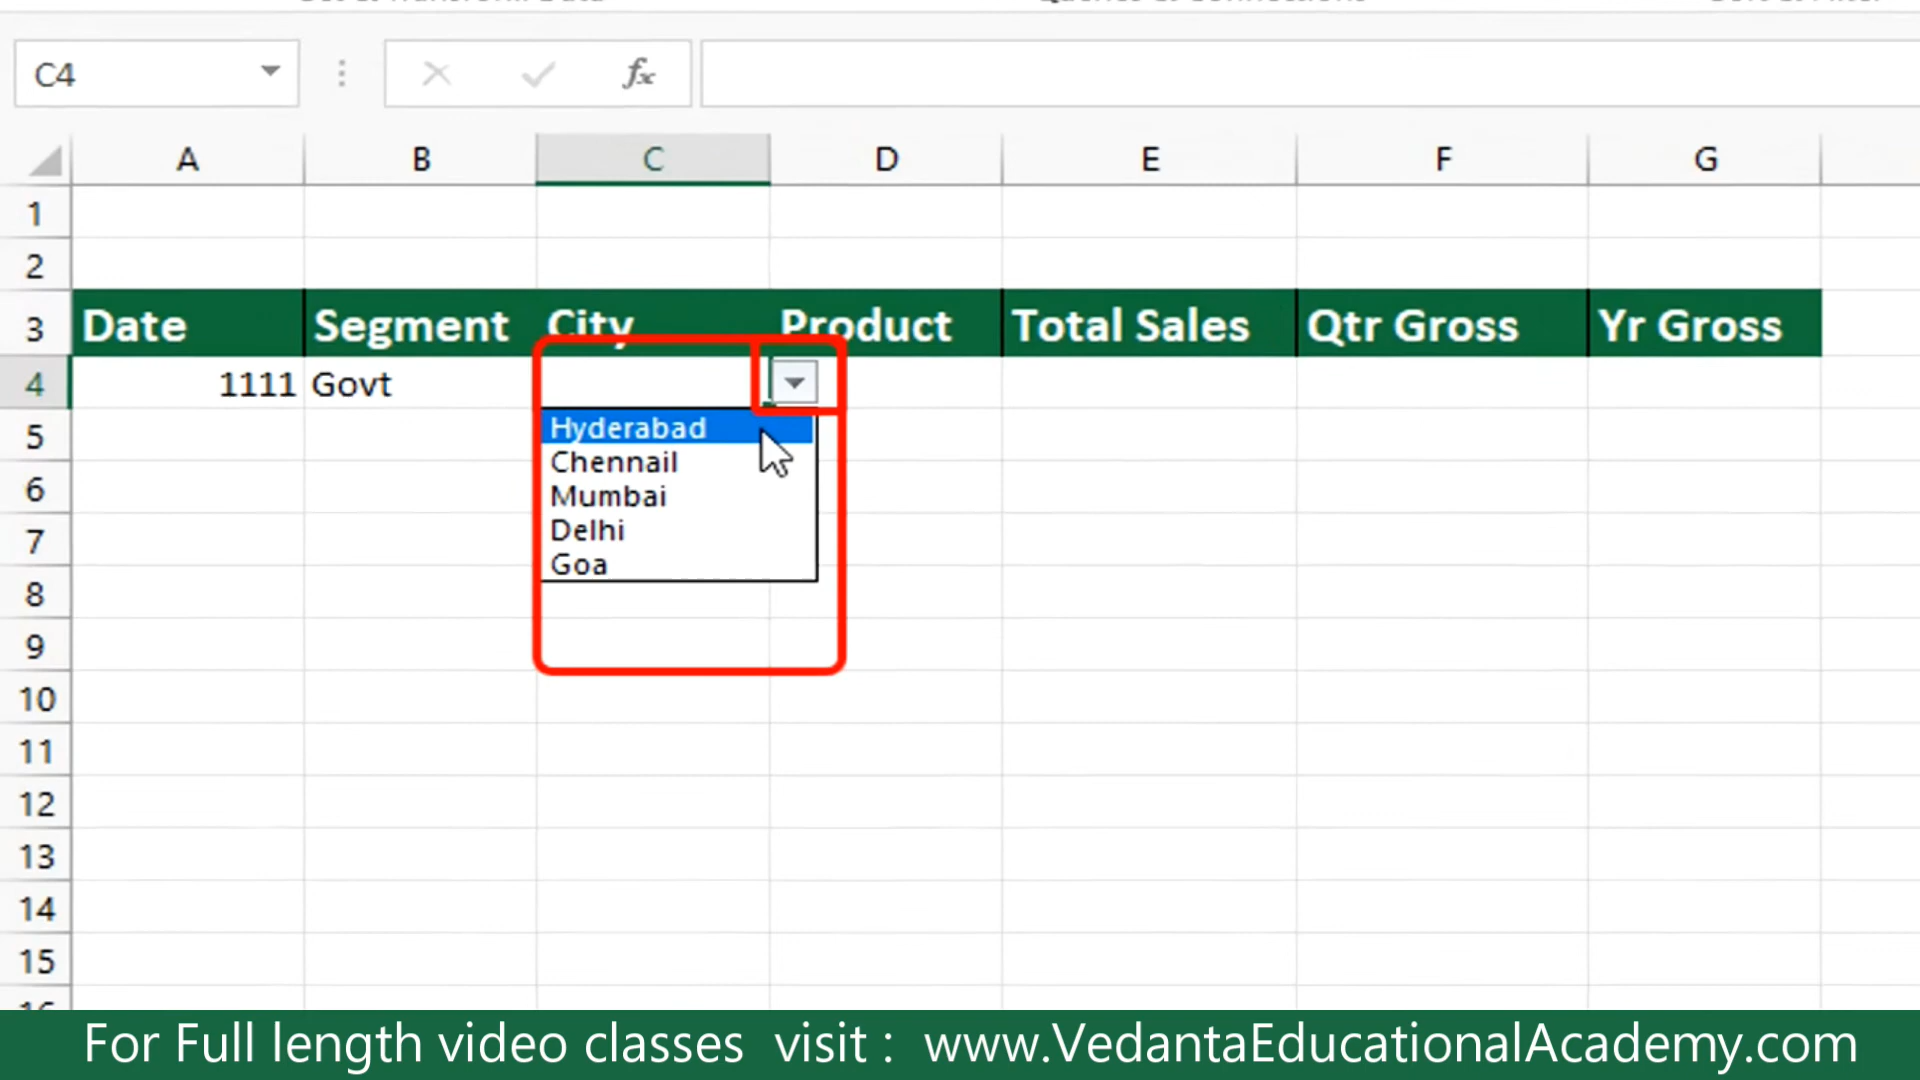 C4 fx
A B C D E F G
1
2
3 Date Segment City Product Total Sales Qtr Gross Yr Gross
4 1111 Govt
5 Hyderabad
Chennail
6 Mumbai
7 Delhi
Goa
8
9
10
11
12
13
14
15
For Full length video classes visit : www.VedantaEducationalAcademy.com